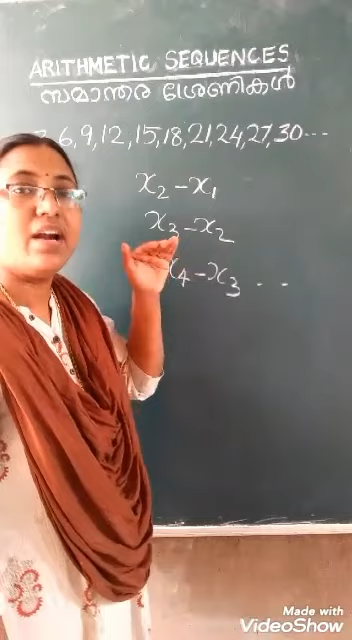 ARITHMETIC SEQUENCES
സമാന്തര ശ്രേണികൾ
3, 6, 9, 12, 15, 18, 21, 24, 27, 30 ...
x₂ - x₁
x₃ - x₂
x₄ - x₃ ...
Made with
VideoShow